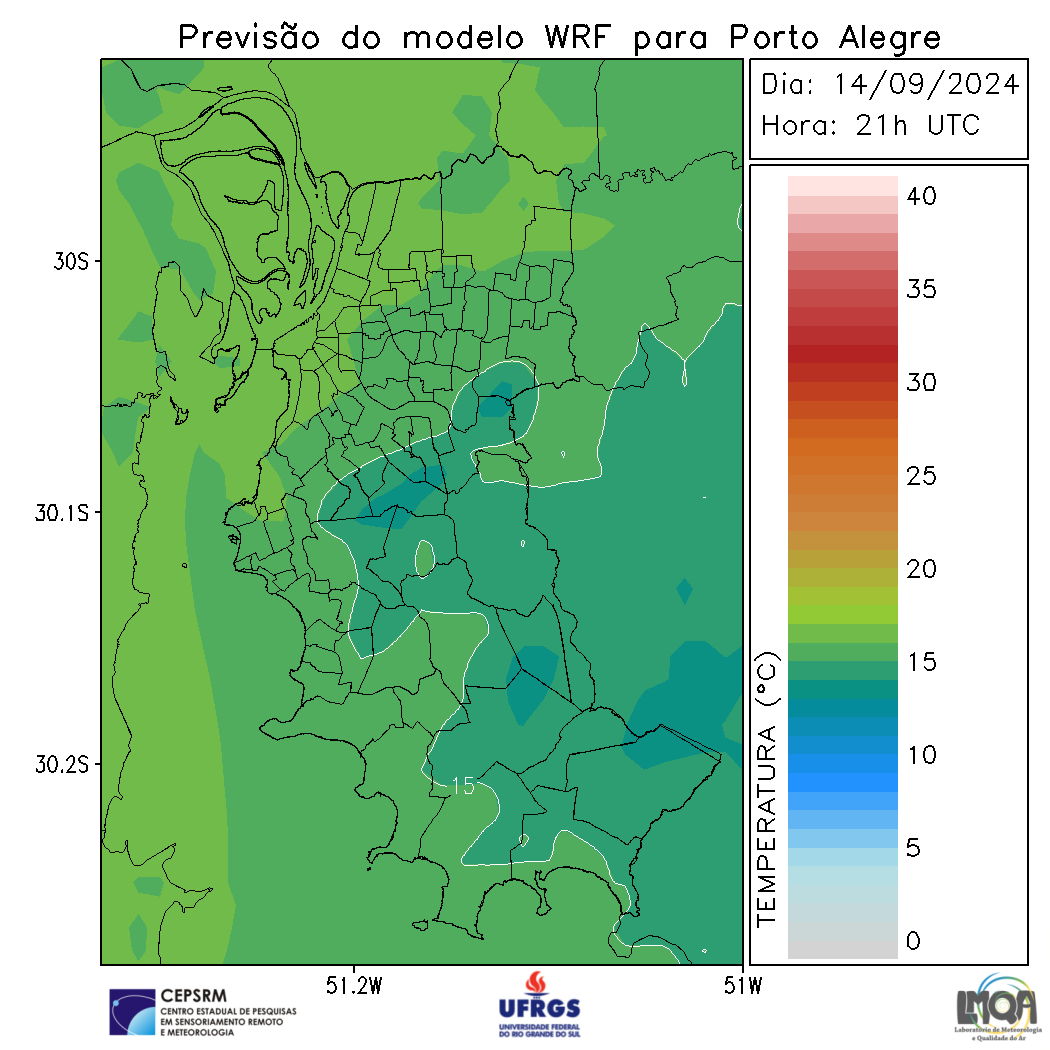 Previsão do modelo WRF para Porto Alegre
Dia: 14/09/2024
Hora: 21h UTC
40
35
30
25
20
15
10
5
0
TEMPERATURA (°C)
30S
30.1S
30.2S
15
51.2W
51W
CEPSRM
CENTRO ESTADUAL DE PESQUISAS
EM SENSORIAMENTO REMOTO
E METEOROLOGIA
UFRGS
UNIVERSIDADE FEDERAL
DO RIO GRANDE DO SUL
LMQA
Laboratório de Meteorologia
e Qualidade do Ar